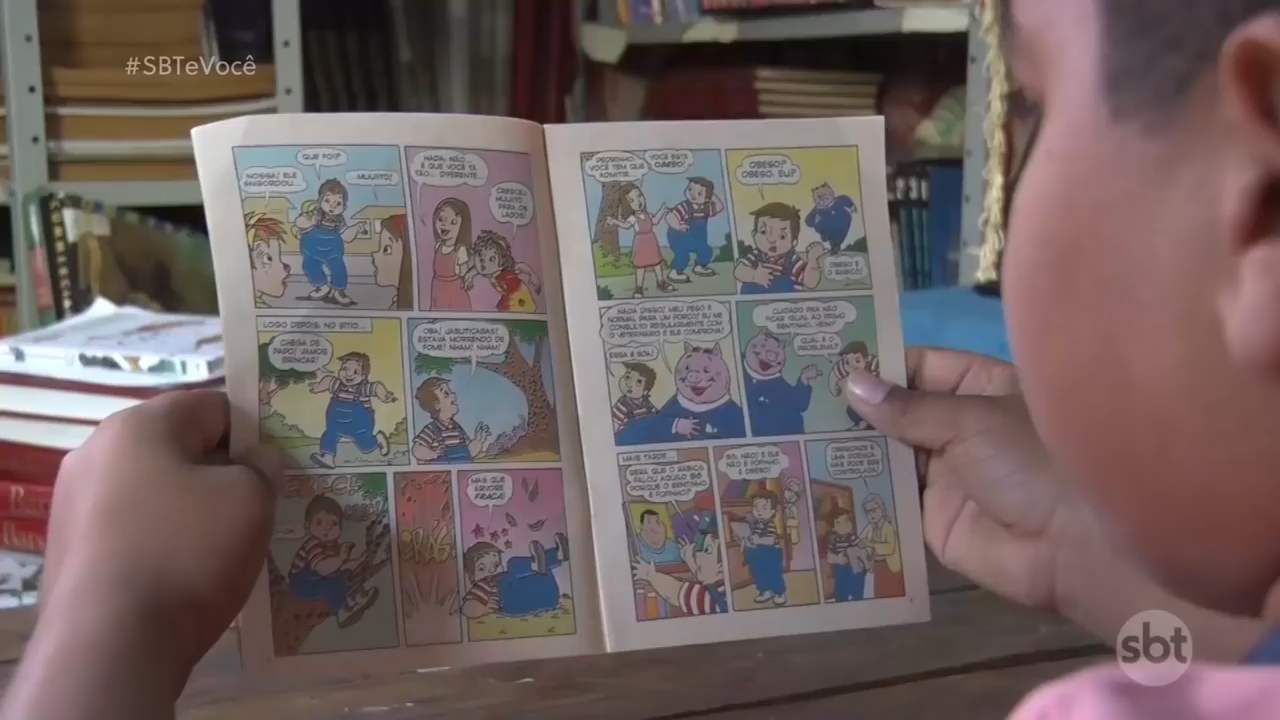 #SBTeVocê
QUE FOI?
NOSSA! ELE
ENGORDOU...
...MUUITO!
NADA, NÃO...
É QUE VOCÊ TÁ
TÃO... DIFERENTE...
CRESCEU
MUUITO
PARA OS
LADOS!
LOGO DEPOIS, NO SÍTIO...
CHEGA DE
PAPO! VAMOS
BRINCAR!
OBA! JABUTICABAS!
ESTAVA MORRENDO DE
FOME! NHAM! NHAM!
MAS QUE
ÁRVORE
FRACA!
PEDRINHO,
VOCÊ TEM QUE
ADMITIR...
VOCÊ ESTÁ
OBESO!
OBESO?
OBESO, EU?
OBESO É
O RABICÓ!
NADA DISSO! MEU PESO É
NORMAL PARA UM PORCO! EU ME
CONSULTO REGULARMENTE COM
O VETERINÁRIO E ELE COMPROVA!
ESSA É BOA!
CUIDADO PRA NÃO
FICAR IGUAL AO PRIMO
BENTINHO, HEIN?
QUAL É O
PROBLEMA?
MAIS TARDE...
SERÁ QUE O RABICÓ
FALOU AQUILO SÓ
PORQUE O BENTINHO
É FOFINHO?
NÃO! E ELE
NÃO É FOFINHO,
É OBESO!
OBESIDADE É
UMA DOENÇA,
MAS PODE SER
CONTROLADA!
sbt